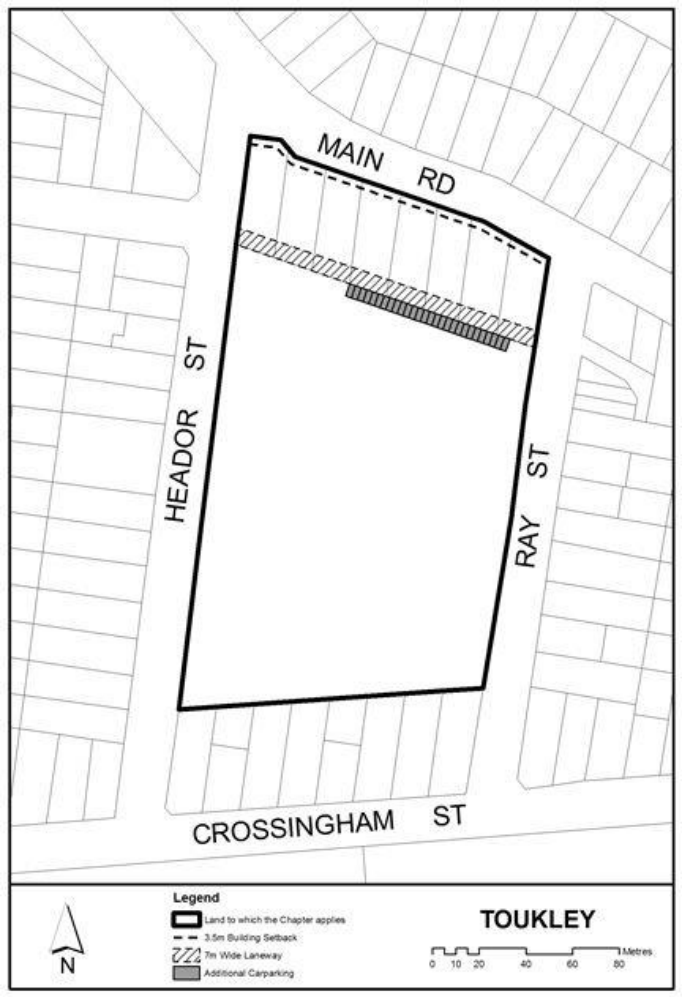 MAIN RD
HEADOR ST
RAY ST
CROSSINGHAM ST
N
Legend
Land to which the Chapter applies
3.5m Building Setback
7m Wide Laneway
Additional Carparking
TOUKLEY
Metres
0 10 20 40 60 80